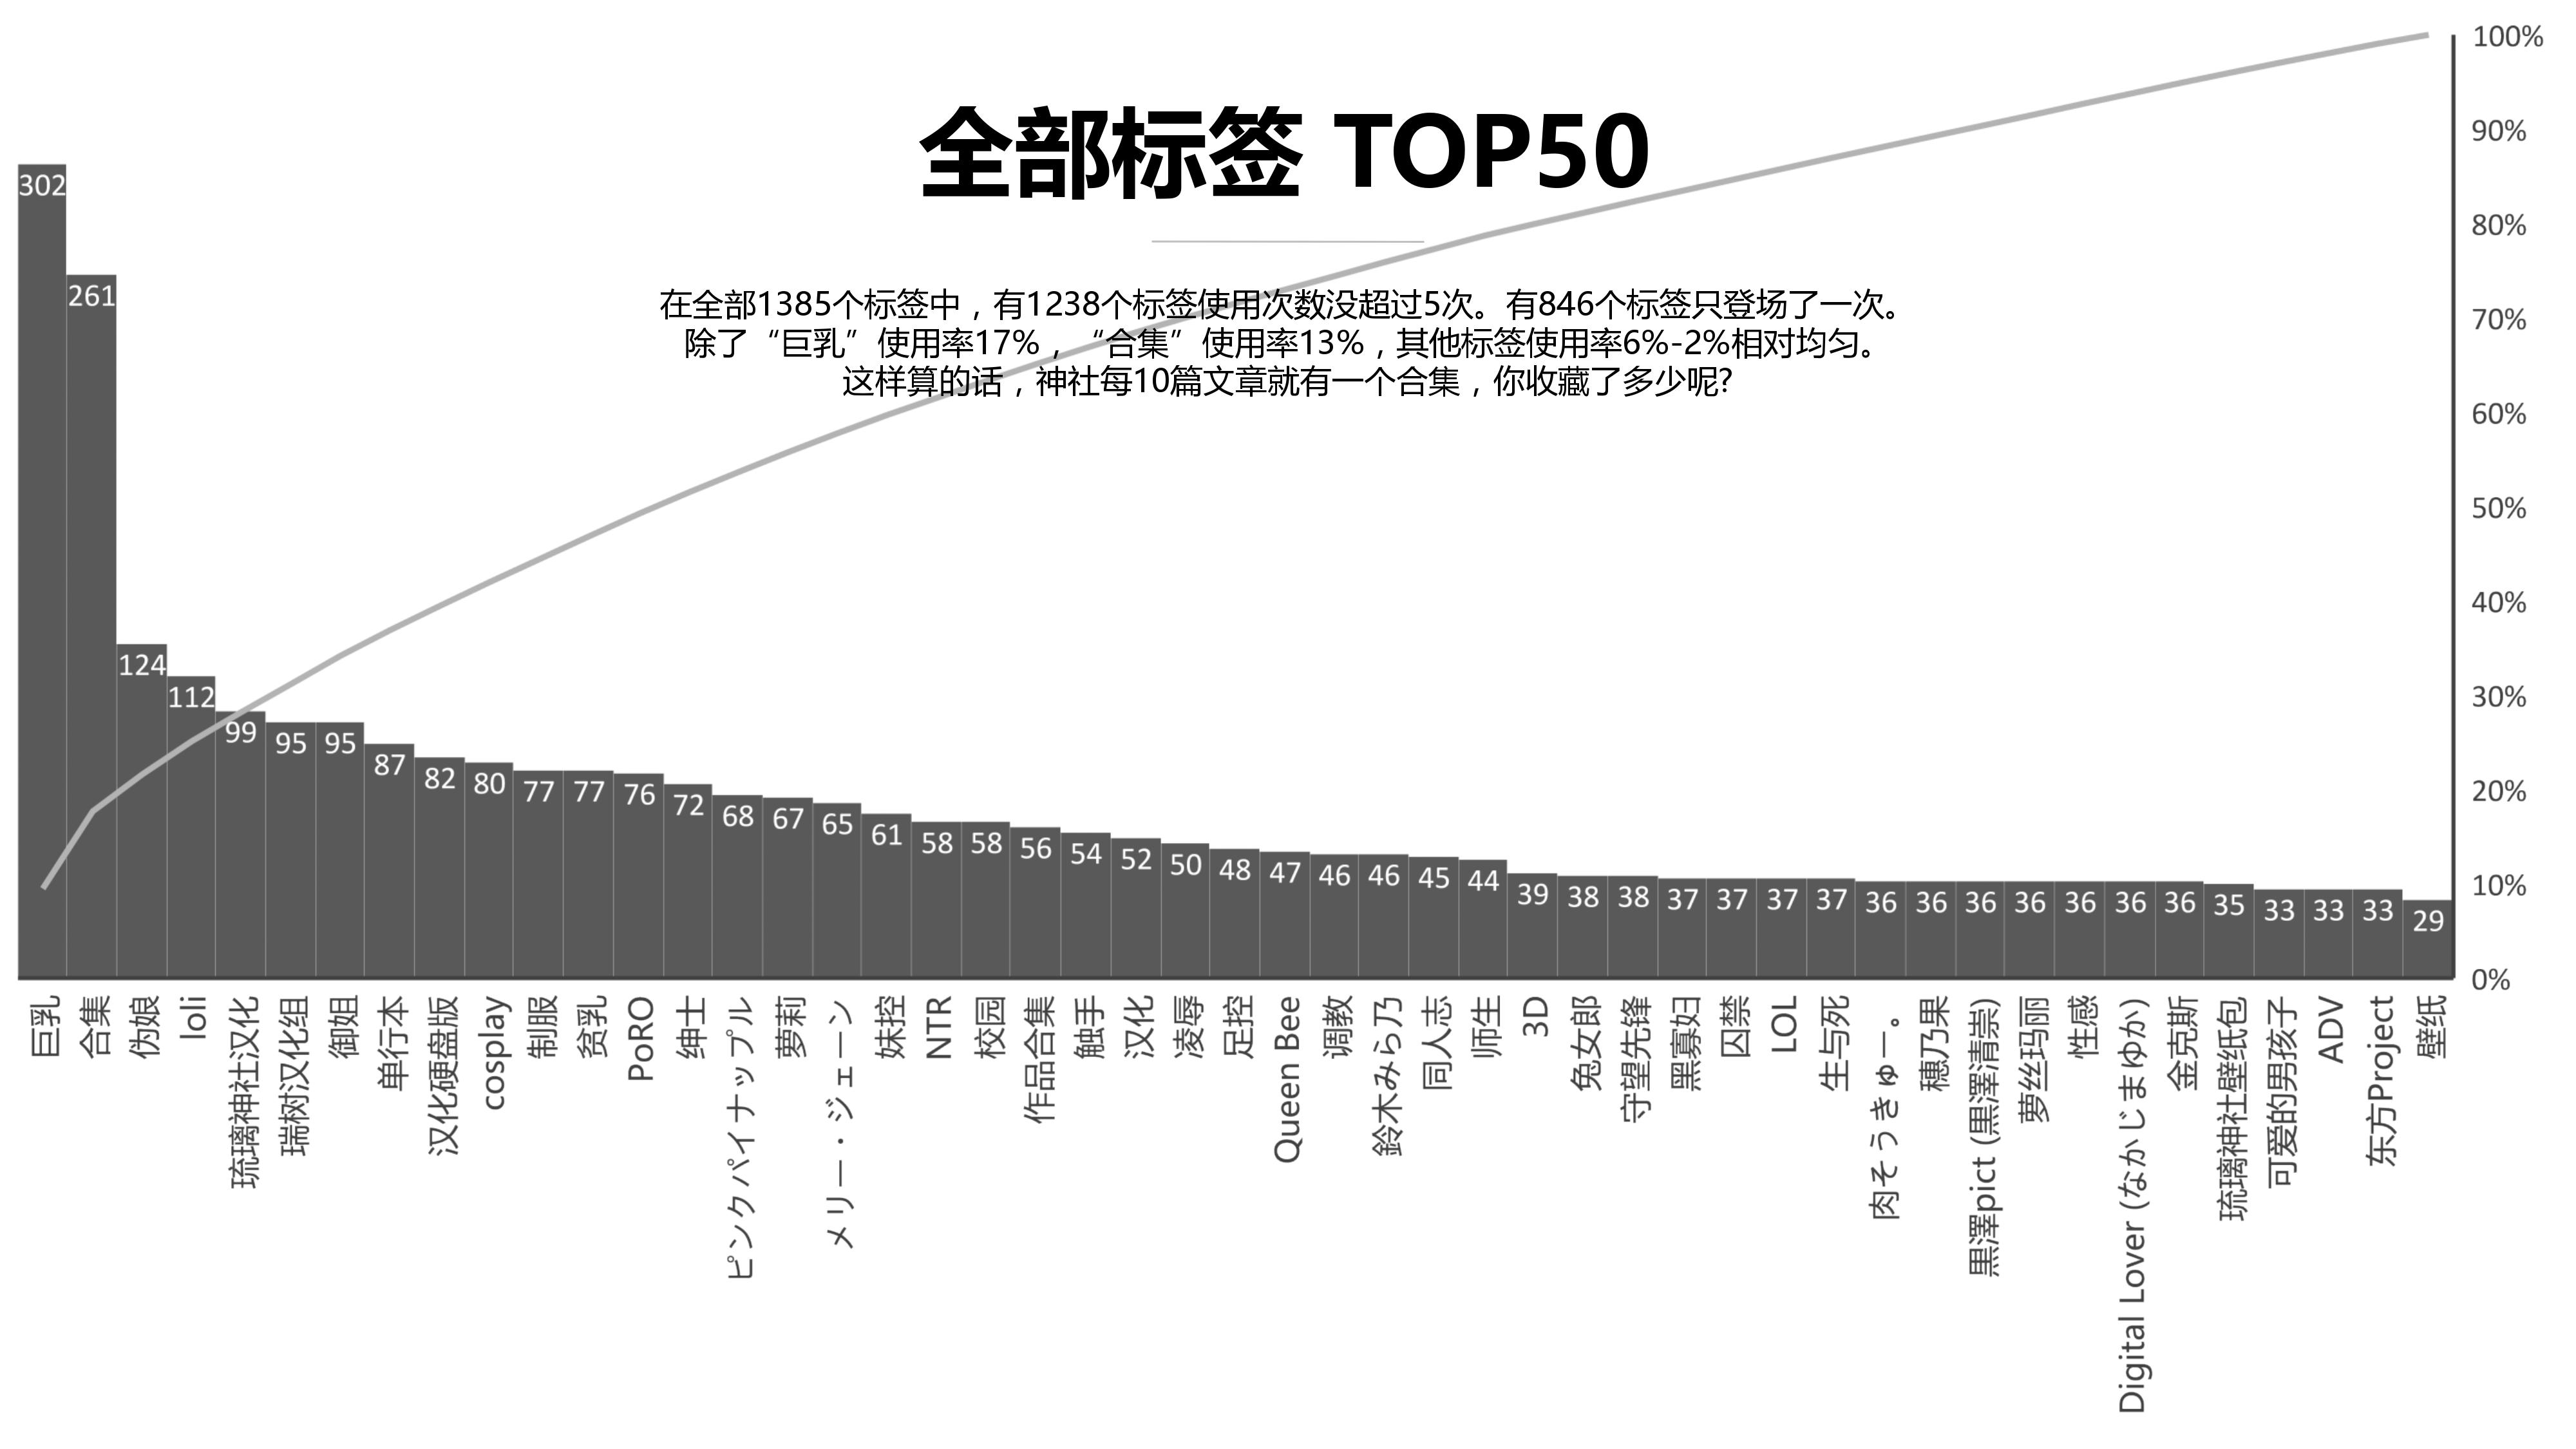 全部标签 TOP50
在全部1385个标签中，有1238个标签使用次数没超过5次。有846个标签只登场了一次。
除了“巨乳”使用率17%，“合集”使用率13%，其他标签使用率6%-2%相对均匀。
这样算的话，神社每10篇文章就有一个合集，你收藏了多少呢?
100%
90%
80%
70%
60%
50%
40%
30%
20%
10%
0%
302
261
124
112
99
95
95
87
82
80
77
77
76
72
68
67
65
61
58
58
56
54
52
50
48
47
46
46
45
44
39
38
38
37
37
37
37
36
36
36
36
36
36
36
35
33
33
33
29
巨乳
合集
伪娘
loli
琉璃神社汉化
瑞树汉化组
御姐
单行本
汉化硬盘版
cosplay
制服
贫乳
PoRO
绅士
ピンクパイナップル
萝莉
メリー・ジェーン
妹控
NTR
校园
作品合集
触手
汉化
凌辱
足控
Queen Bee
调教
鈴木みら乃
同人志
师生
3D
兔女郎
守望先锋
黑寡妇
囚禁
LOL
生与死
肉そうきゅー。
穗乃果
黒澤pict (黒澤清崇)
萝丝玛丽
性感
Digital Lover (なかじまゆか)
金克斯
琉璃神社壁纸包
可爱的男孩子
ADV
东方Project
壁纸